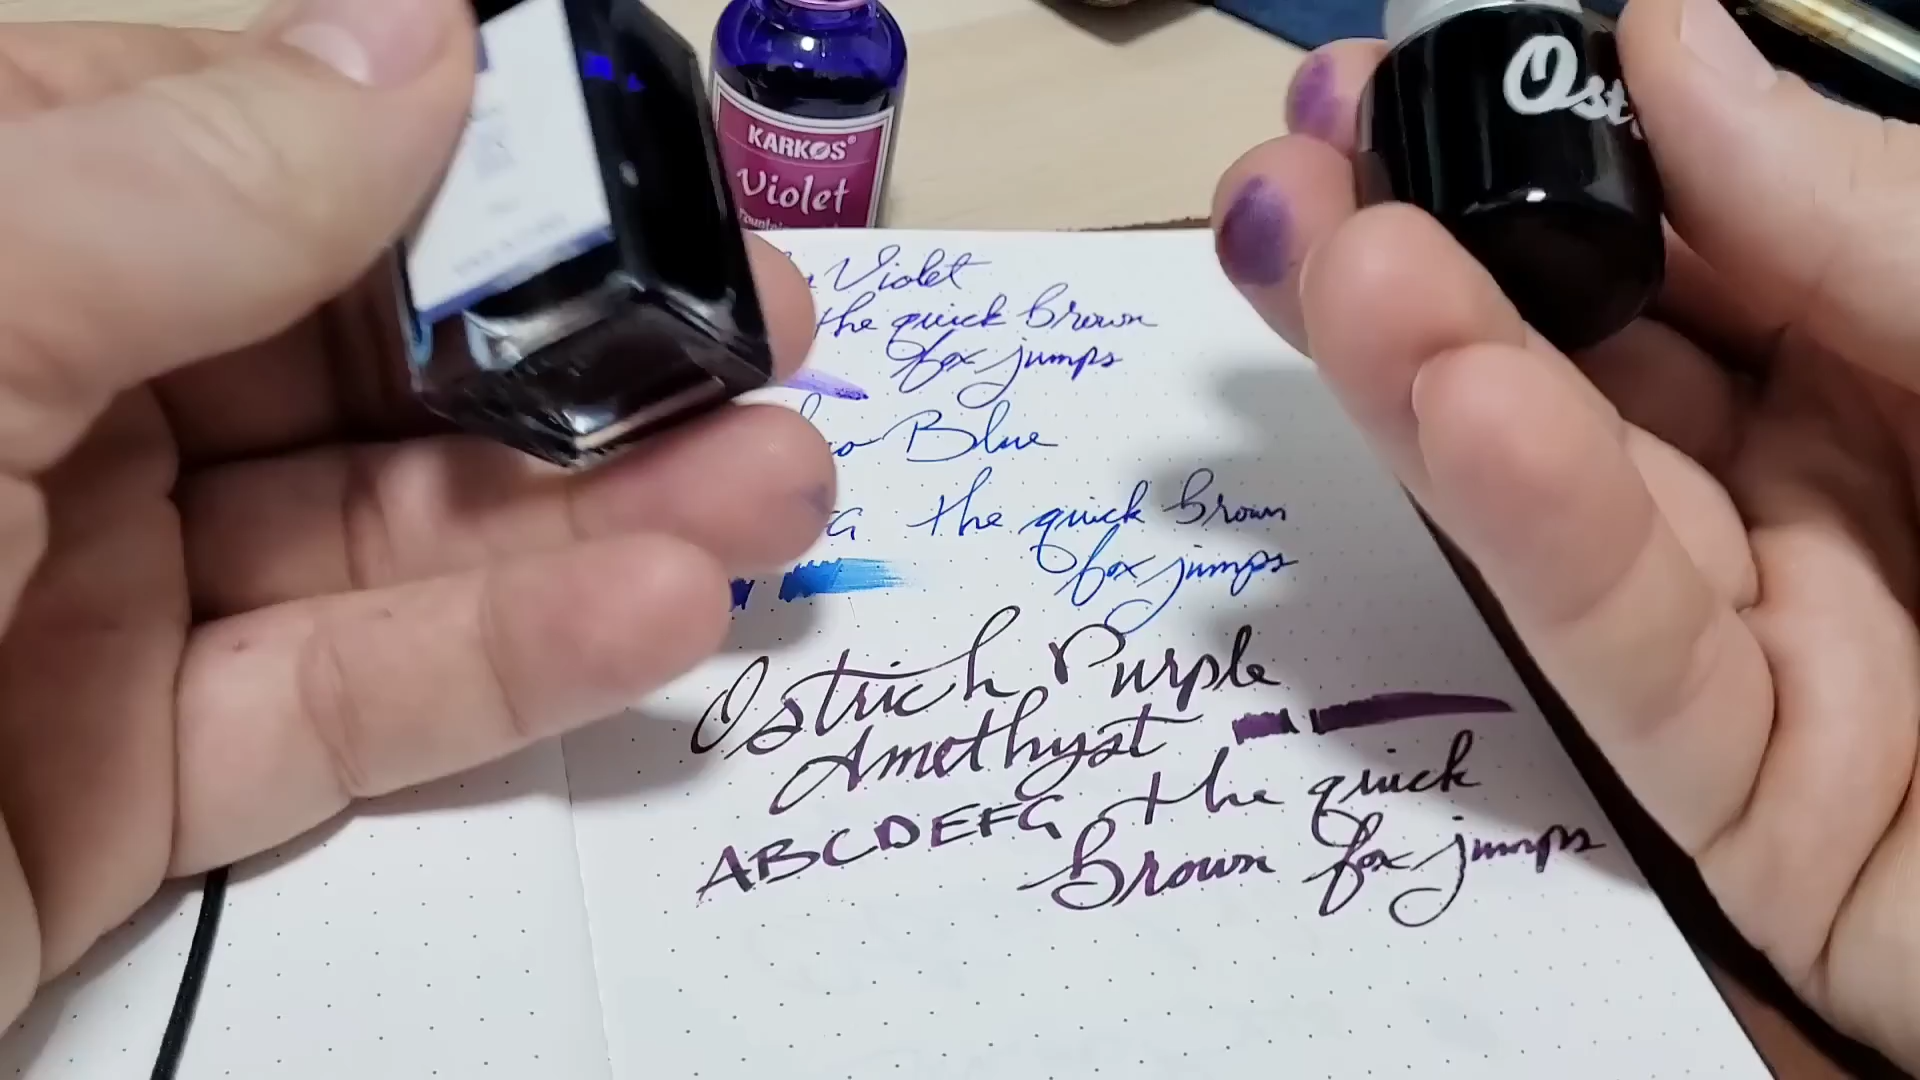 KARKOS®
Violet
Ost
Violet
the quick brown
fox jumps
Blue
the quick brown
fox jumps
Ostrich Purple
Amethyst
ABCDEFG the quick
brown fox jumps